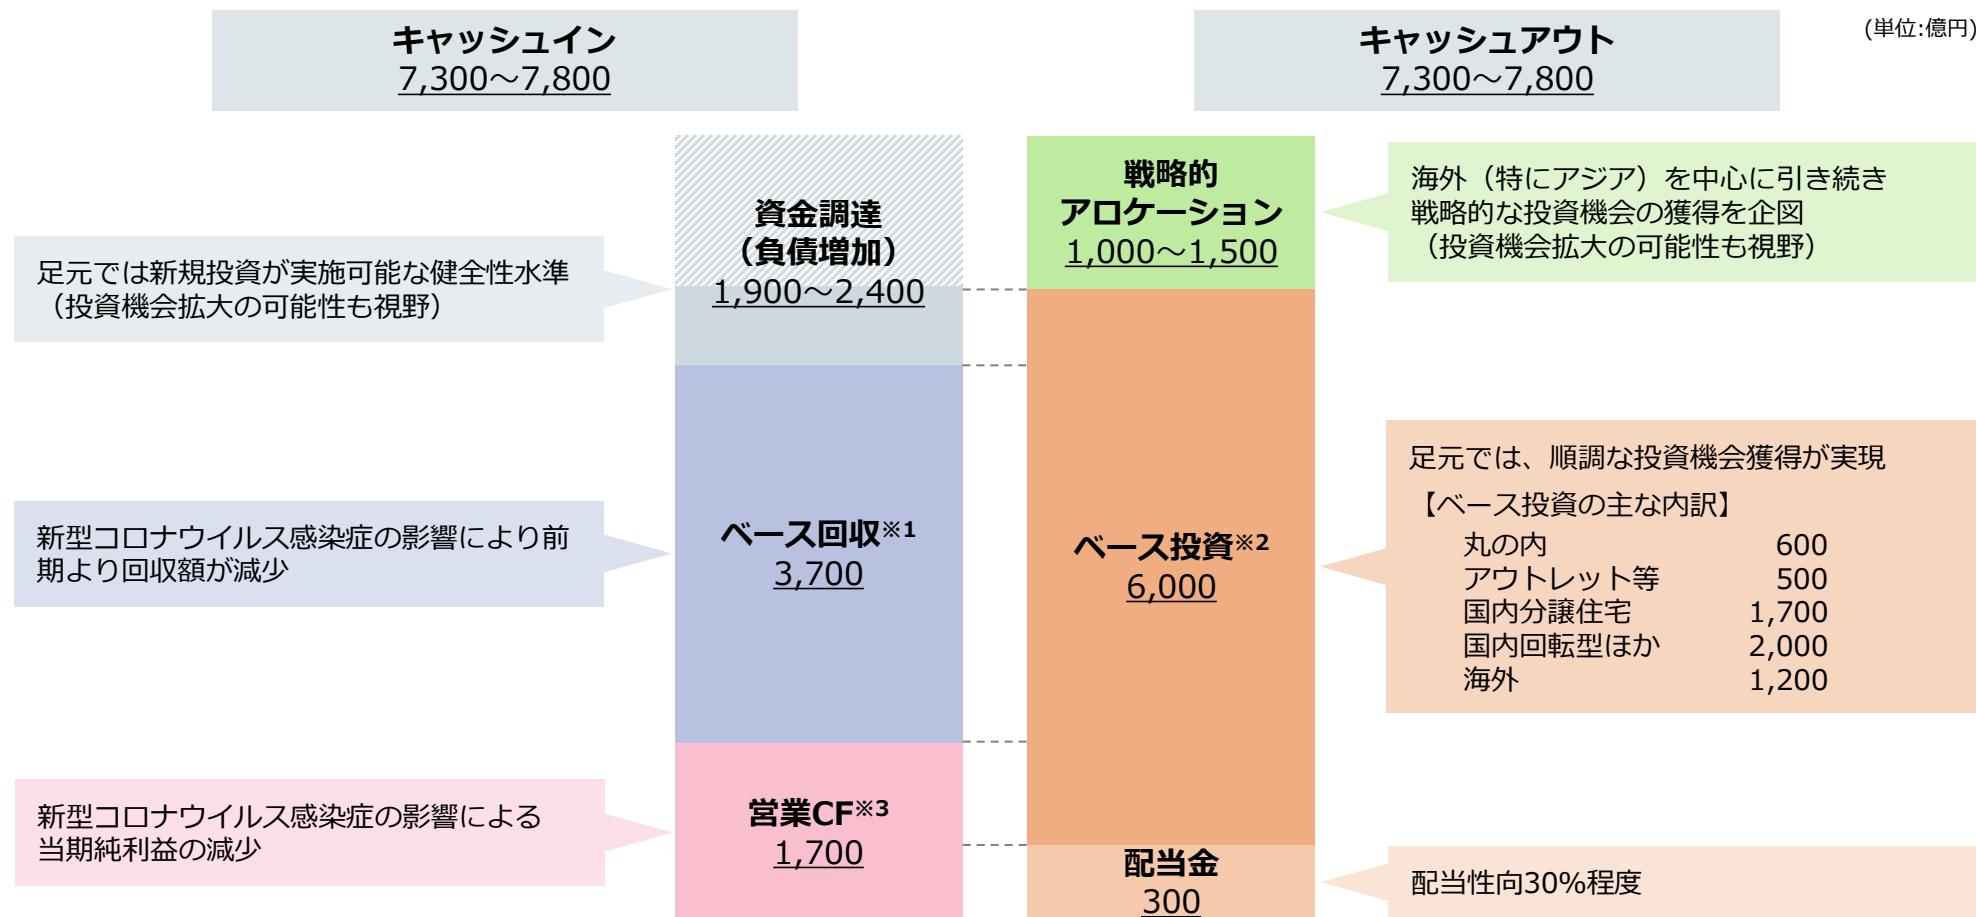 キャッシュイン
7,300～7,800
キャッシュアウト
7,300～7,800
(単位:億円)
資金調達
（負債増加）
1,900～2,400
足元では新規投資が実施可能な健全性水準
（投資機会拡大の可能性も視野）
ベース回収※1
3,700
新型コロナウイルス感染症の影響により前
期より回収額が減少
営業CF※3
1,700
新型コロナウイルス感染症の影響による
当期純利益の減少
戦略的
アロケーション
1,000～1,500
海外（特にアジア）を中心に引き続き
戦略的な投資機会の獲得を企図
（投資機会拡大の可能性も視野）
ベース投資※2
6,000
足元では、順調な投資機会獲得が実現
【ベース投資の主な内訳】
丸の内 600
アウトレット等 500
国内分譲住宅 1,700
国内回転型ほか 2,000
海外 1,200
配当金
300
配当性向30%程度